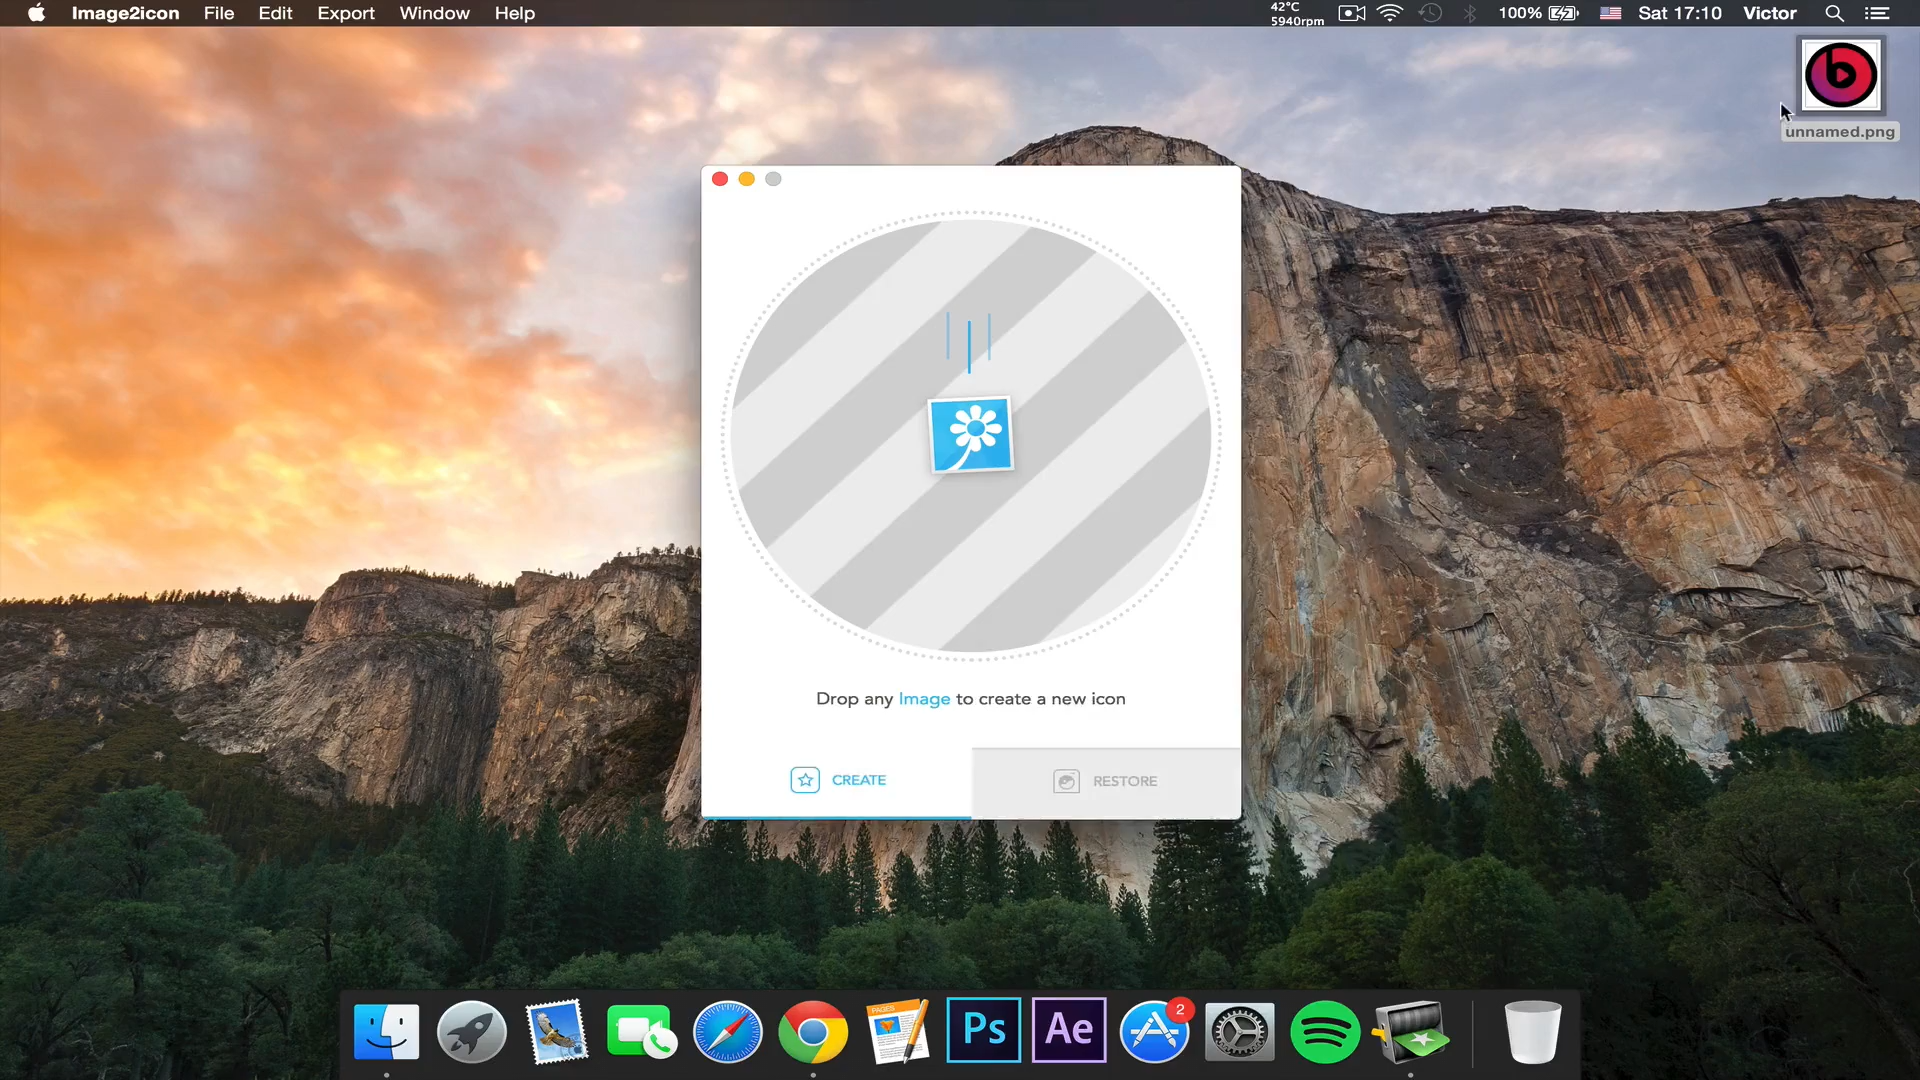 Image2icon File Edit Export Window Help 42°C 5940rpm 100% Sat 17:10 Victor
unnamed.png
Drop any Image to create a new icon
CREATE RESTORE
PAGES Ps Ae 2